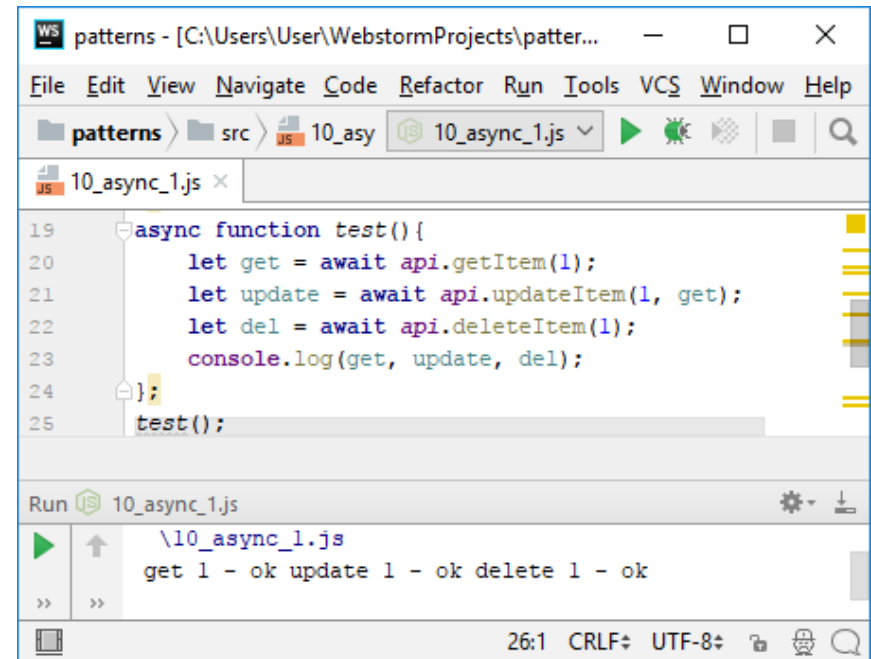 WS patterns - [C:\Users\User\WebstormProjects\patter...
File Edit View Navigate Code Refactor Run Tools VCS Window Help
patterns src JS 10_asy JS 10_async_1.js
JS 10_async_1.js
19 async function test(){
20 let get = await api.getItem(1);
21 let update = await api.updateItem(1, get);
22 let del = await api.deleteItem(1);
23 console.log(get, update, del);
24 };
25 test();
Run JS 10_async_1.js
\10_async_1.js
get 1 - ok update 1 - ok delete 1 - ok
26:1 CRLF UTF-8